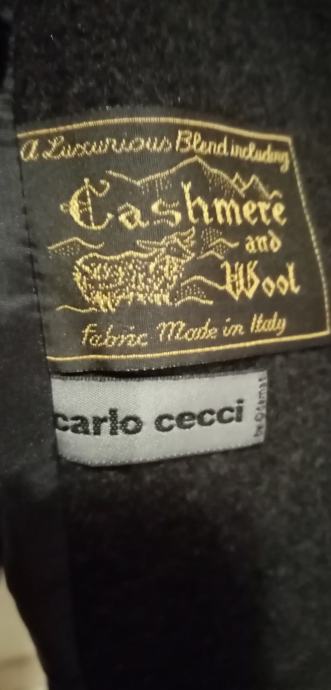 a Luxurious Blend including
Cashmere
and
Wool
Fabric Made in Italy
carlo cecci